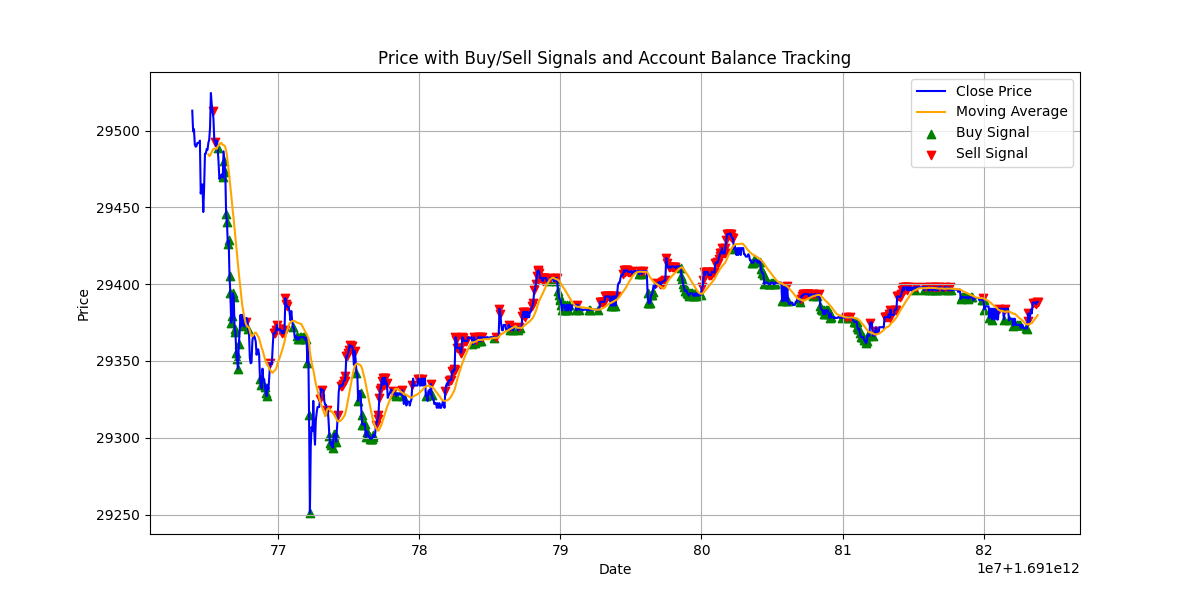 Price with Buy/Sell Signals and Account Balance Tracking
Close Price
Moving Average
Buy Signal
Sell Signal
29500
29450
29400
29350
29300
29250
Price
77 78 79 80 81 82
Date
1e7+1.691e12